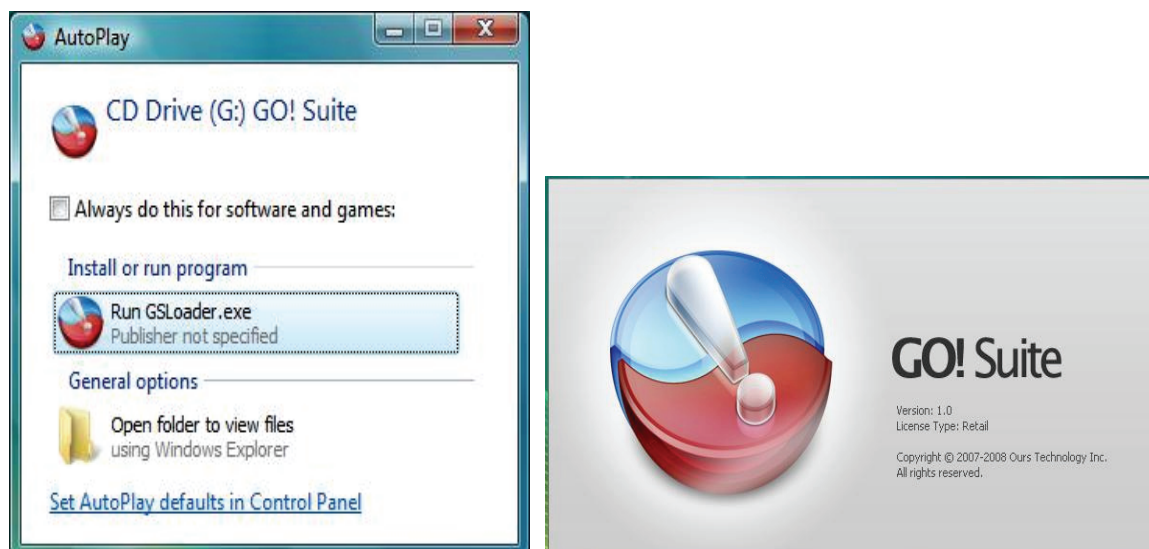 AutoPlay
CD Drive (G:) GO! Suite
Always do this for software and games:
Install or run program
Run GSLoader.exe
Publisher not specified
General options
Open folder to view files
using Windows Explorer
Set AutoPlay defaults in Control Panel
GO! Suite
Version: 1.0
License Type: Retail
Copyright © 2007-2008 Ours Technology Inc.
All rights reserved.